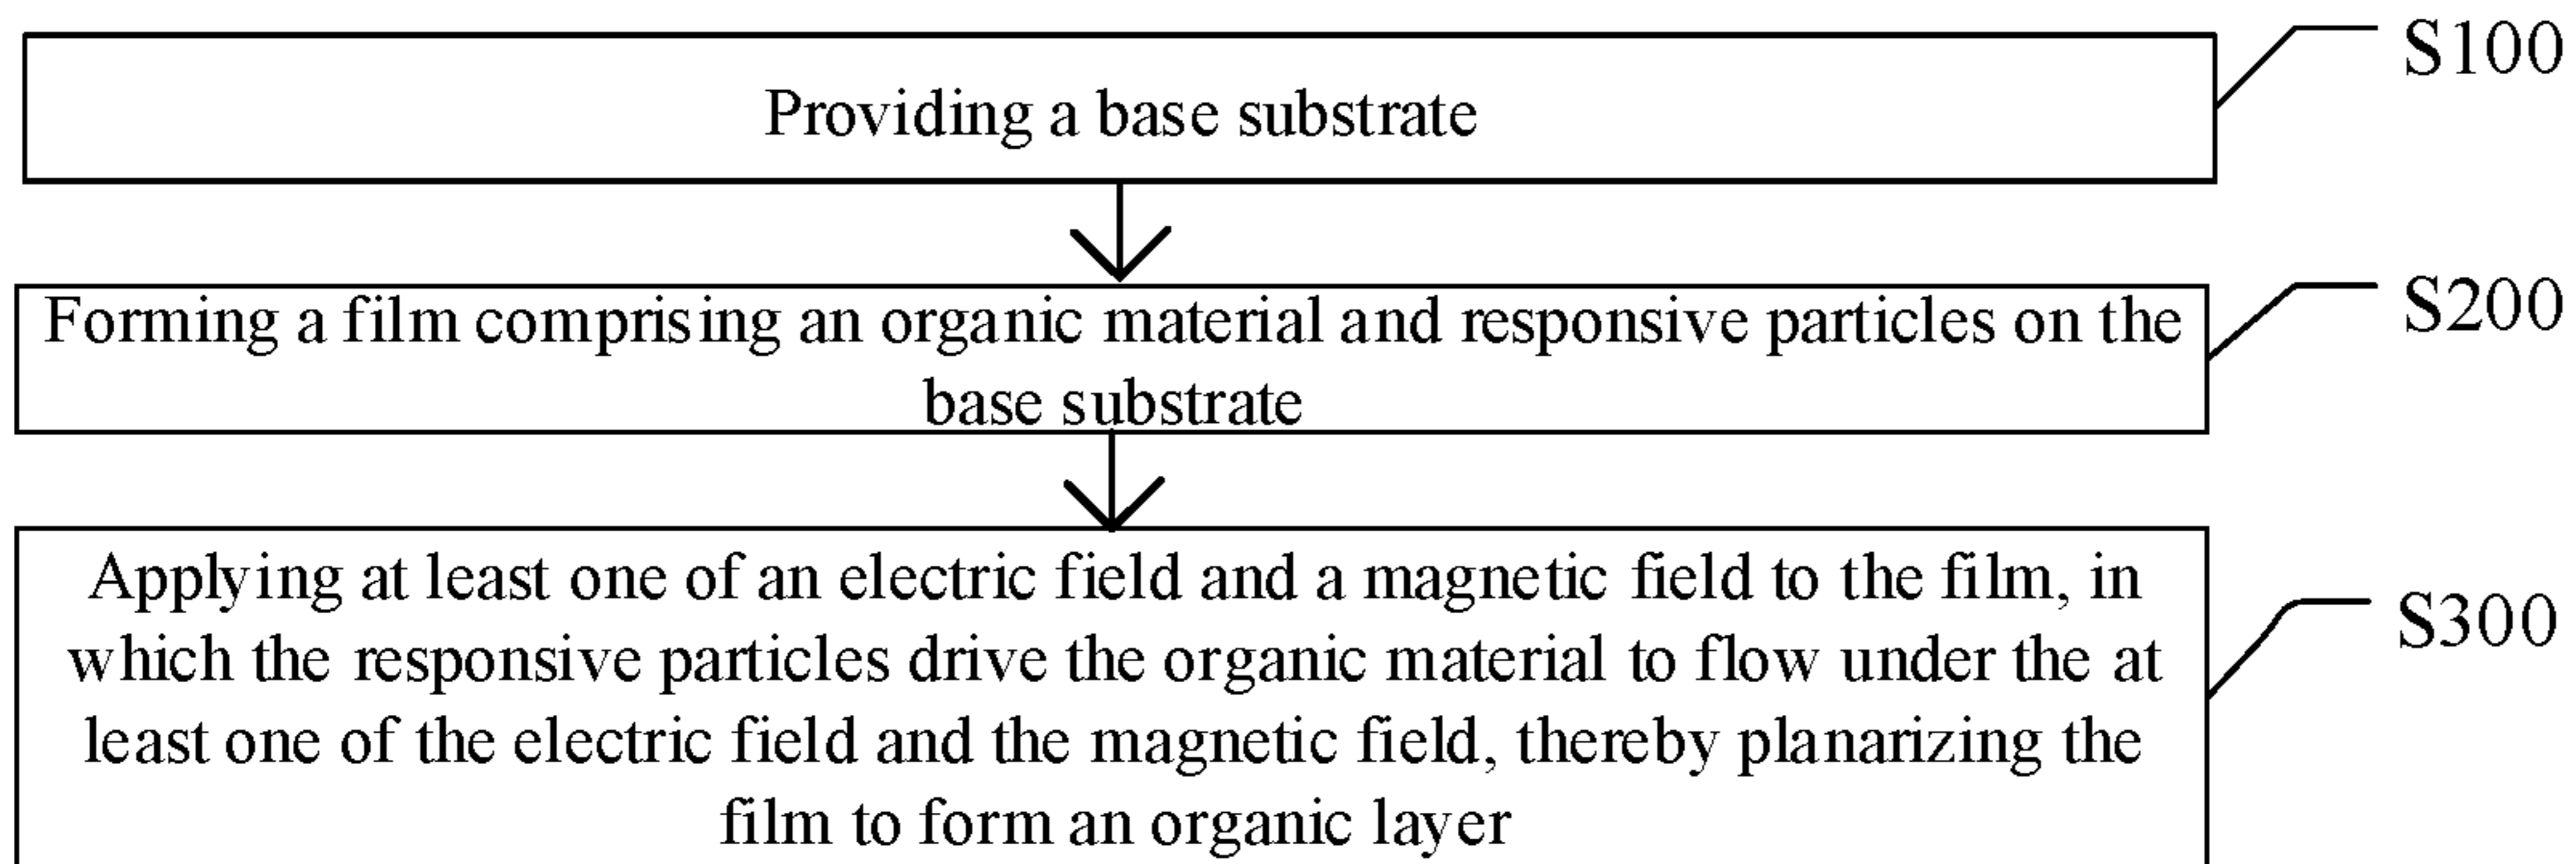 Providing a base substrate
S100
Forming a film comprising an organic material and responsive particles on the
base substrate
S200
Applying at least one of an electric field and a magnetic field to the film, in
which the responsive particles drive the organic material to flow under the at
least one of the electric field and the magnetic field, thereby planarizing the
film to form an organic layer
S300